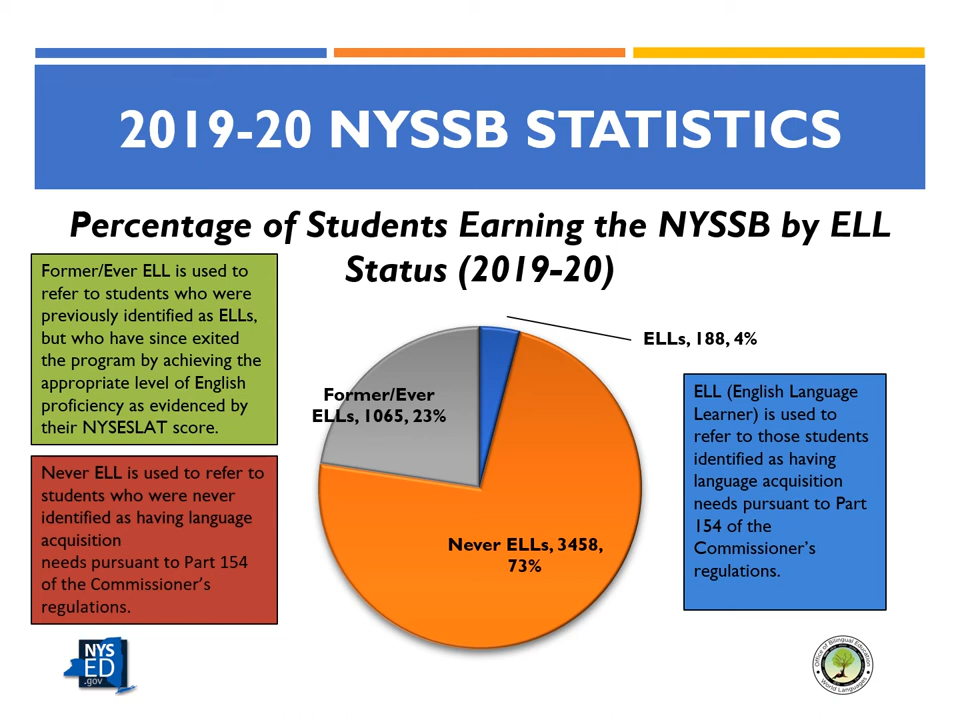 2019-20 NYSSB STATISTICS
Percentage of Students Earning the NYSSB by ELL
Status (2019-20)
Former/Ever ELL is used to
refer to students who were
previously identified as ELLs,
but who have since exited
the program by achieving the
appropriate level of English
proficiency as evidenced by
their NYSESLAT score.
Never ELL is used to refer to
students who were never
identified as having language
acquisition
needs pursuant to Part 154
of the Commissioner's
regulations.
ELLs, 188, 4%
Former/Ever
ELLs, 1065, 23%
Never ELLs, 3458,
73%
ELL (English Language
Learner) is used to
refer to those students
identified as having
language acquisition
needs pursuant to Part
154 of the
Commissioner's
regulations.
NYS
ED
.gov
Office of Bilingual Education
World Languages